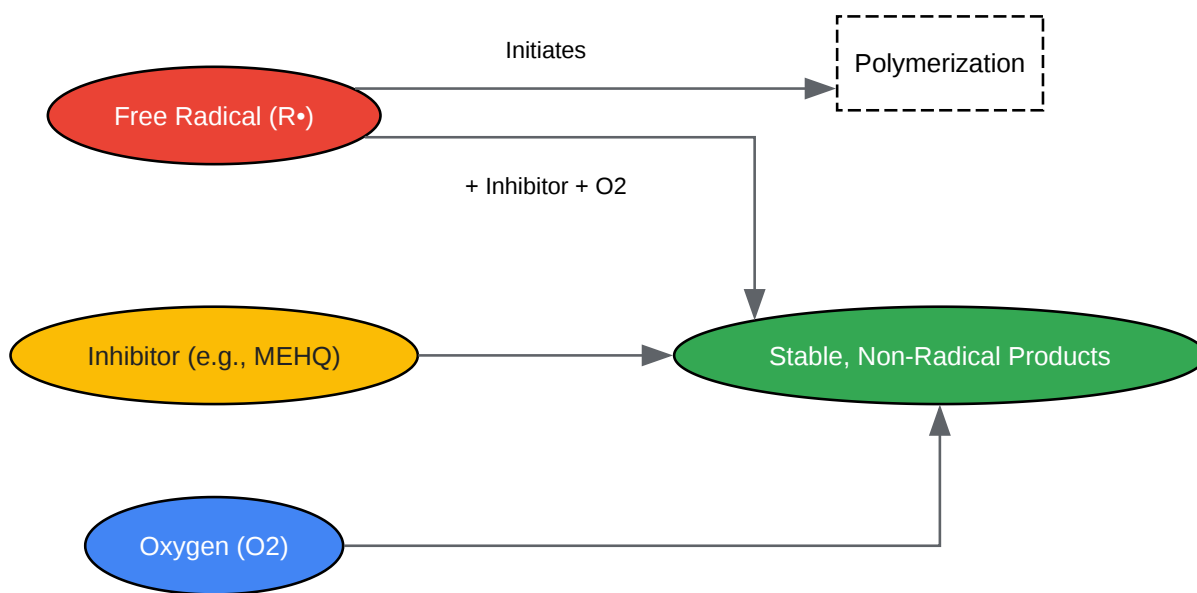 Initiates
Polymerization
Free Radical (R•)
+ Inhibitor + O2
Inhibitor (e.g., MEHQ)
Stable, Non-Radical Products
Oxygen (O2)